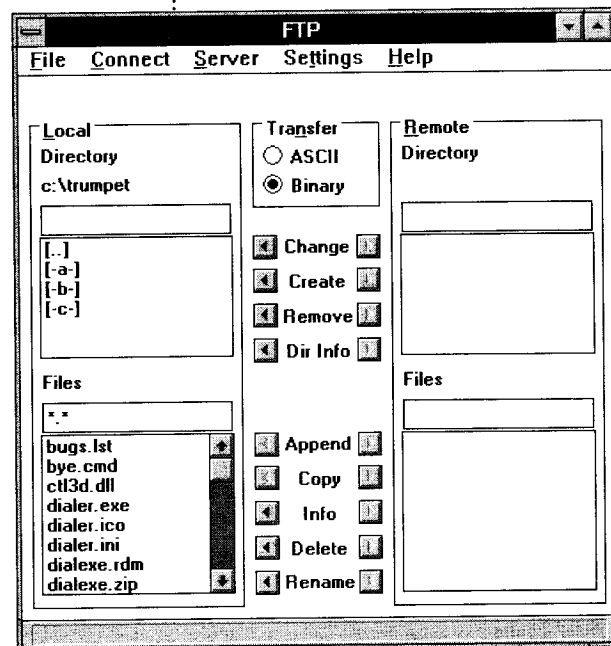 FTP
File Connect Server Settings Help
Local
Directory
c:\trumpet
[..]
[-a-]
[-b-]
[-c-]
Files
*.*
bugs.lst
bye.cmd
ctl3d.dll
dialer.exe
dialer.ico
dialer.ini
dialexe.rdm
dialexe.zip
Transfer
ASCII
Binary
Change
Create
Remove
Dir Info
Append
Copy
Info
Delete
Rename
Remote
Directory
Files